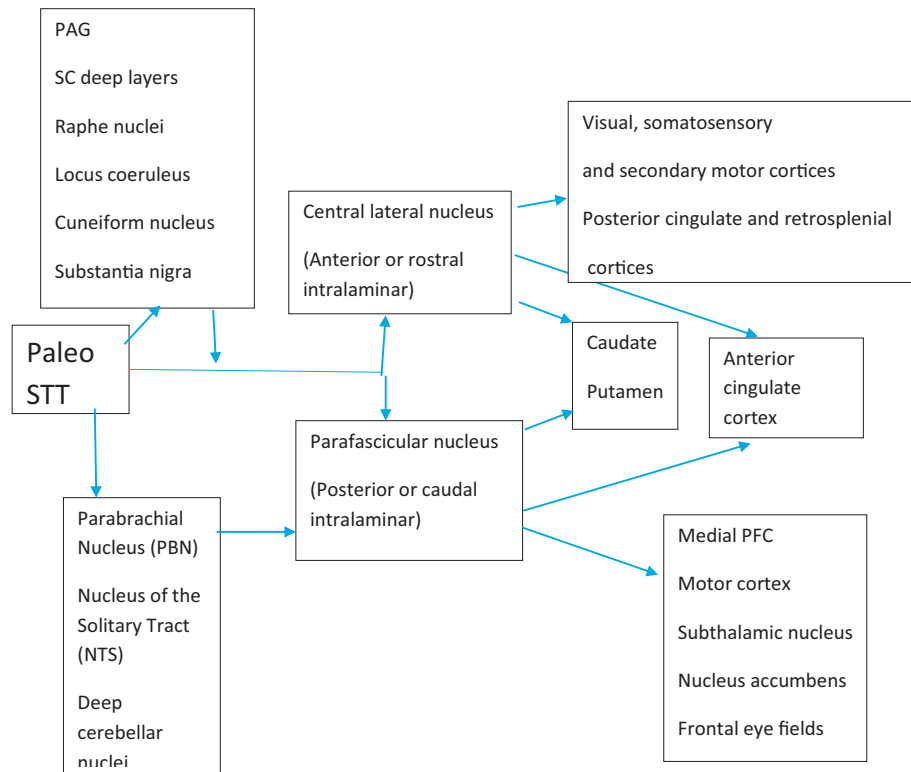 PAG
SC deep layers
Raphe nuclei
Locus coeruleus
Cuneiform nucleus
Substantia nigra
Paleo
STT
Parabrachial
Nucleus (PBN)
Nucleus of the
Solitary Tract
(NTS)
Deep
cerebellar
nuclei
Central lateral nucleus
(Anterior or rostral
intralaminar)
Parafascicular nucleus
(Posterior or caudal
intralaminar)
Visual, somatosensory
and secondary motor cortices
Posterior cingulate and retrosplenial
cortices
Caudate
Putamen
Anterior
cingulate
cortex
Medial PFC
Motor cortex
Subthalamic nucleus
Nucleus accumbens
Frontal eye fields